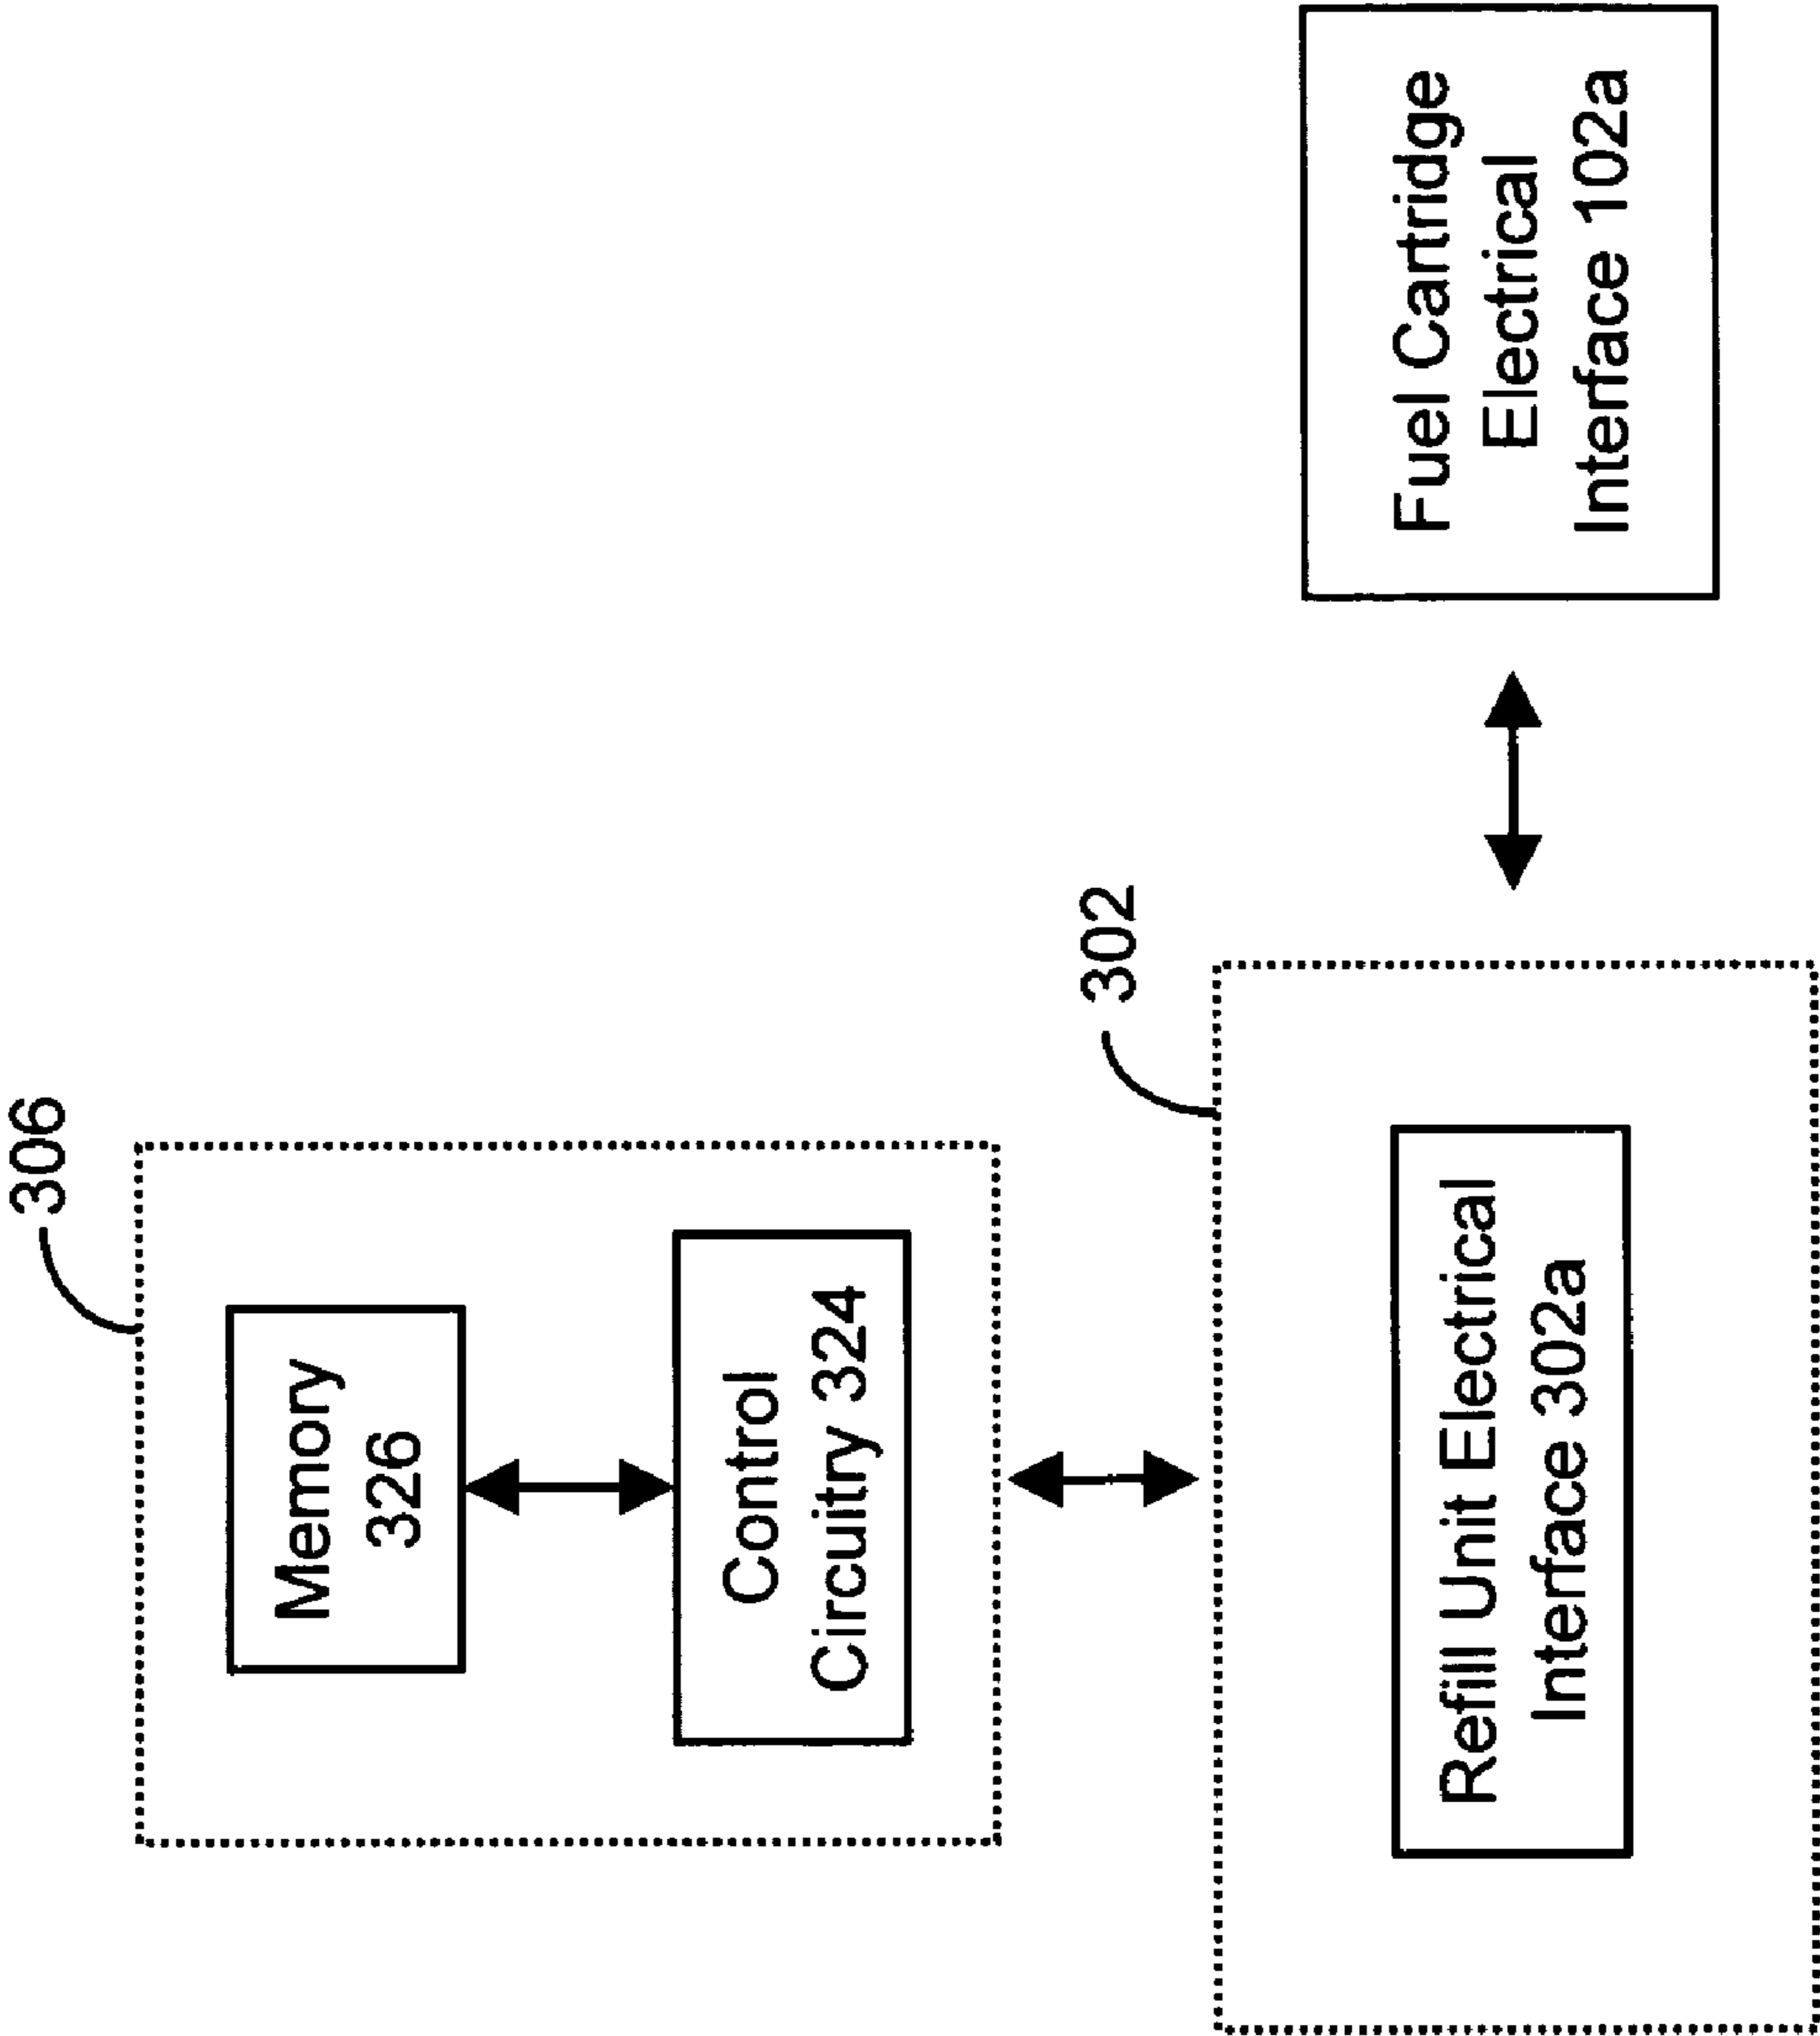 306
Memory
326
Control
Circuitry 324
302
Refill Unit Electrical
Interface 302a
Fuel Cartridge
Electrical
Interface 102a